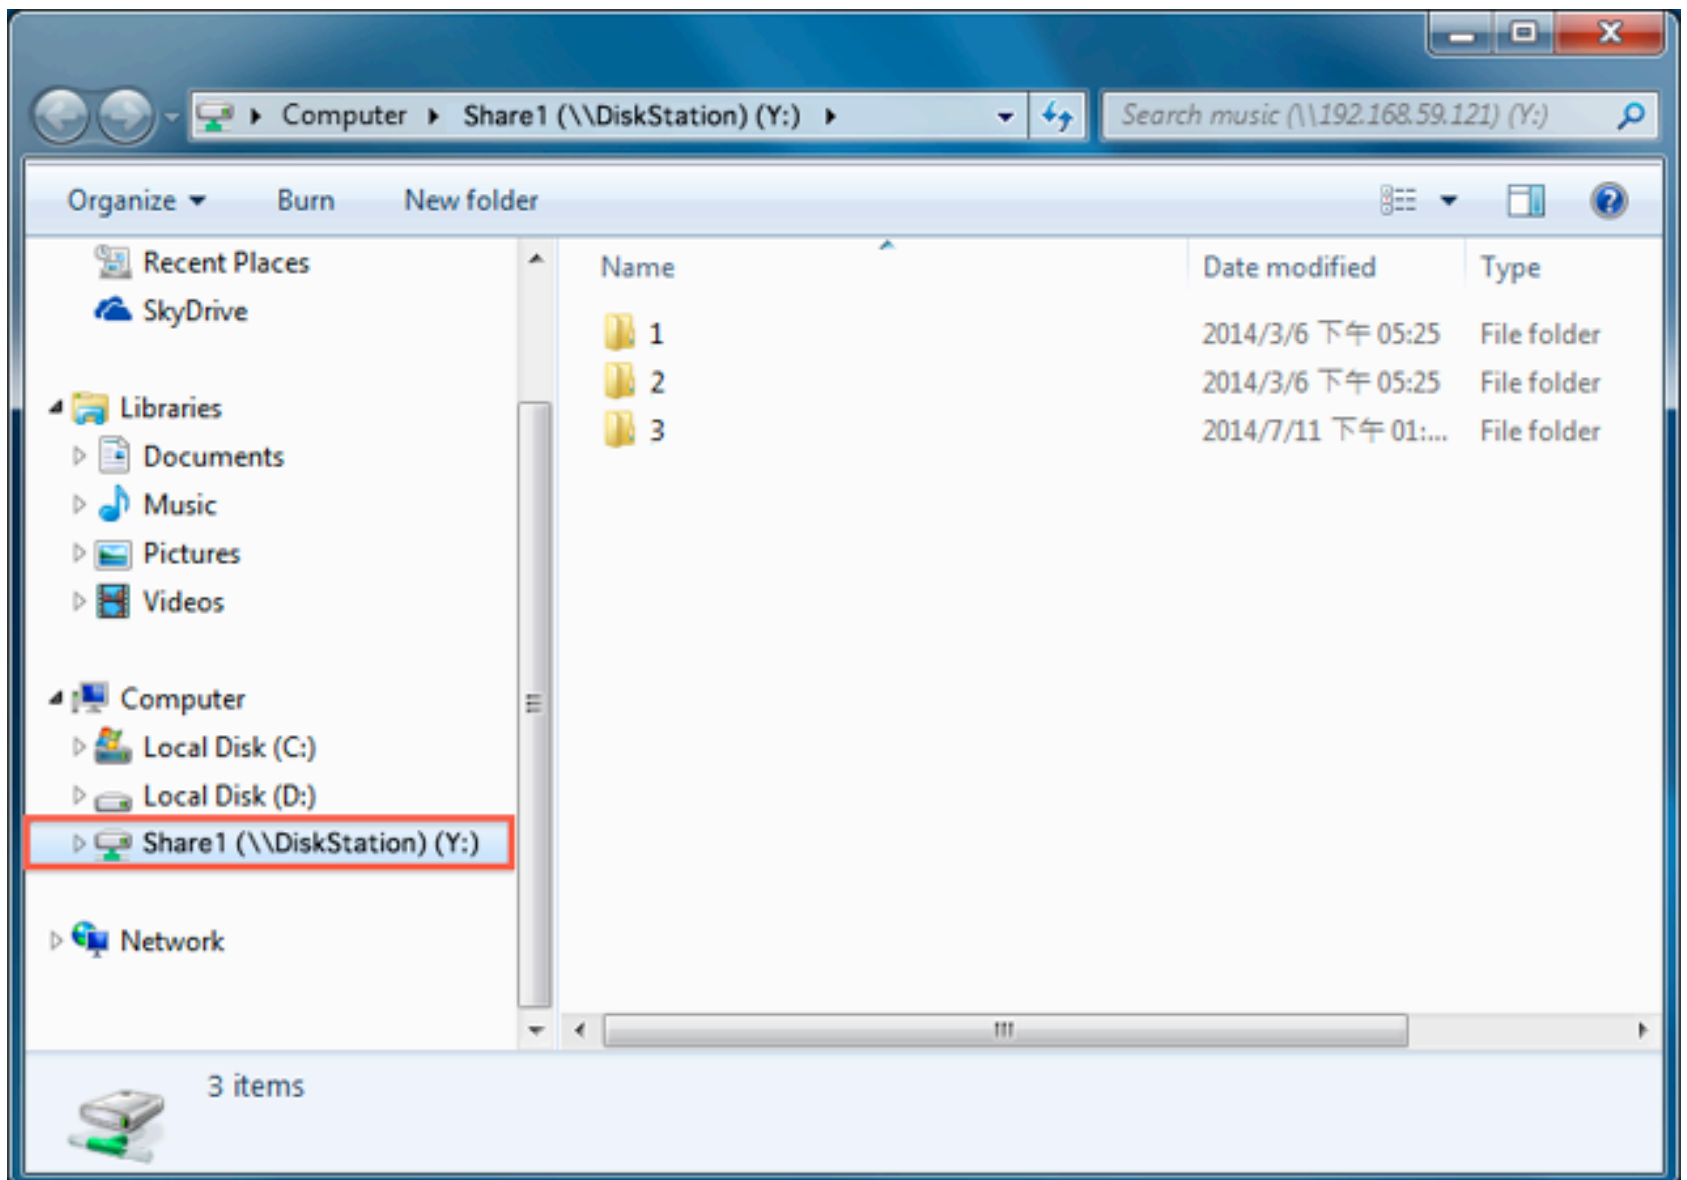 Computer Share1 (\\DiskStation) (Y:) Search music (\\192.168.59.121) (Y:)
Organize Burn New folder
Recent Places
SkyDrive
Libraries
Documents
Music
Pictures
Videos
Computer
Local Disk (C:)
Local Disk (D:)
Share1 (\\DiskStation) (Y:)
Network
Name Date modified Type
1 2014/3/6 下午 05:25 File folder
2 2014/3/6 下午 05:25 File folder
3 2014/7/11 下午 01:... File folder
3 items